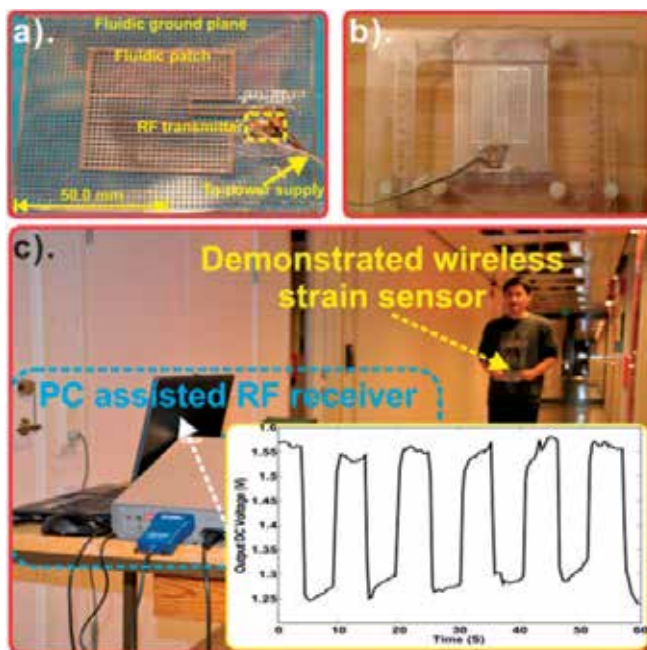 a).
Fluidic ground plane
Fluidic patch
RF transmitter
To power supply
50.0 mm
b).
c).
Demonstrated wireless
strain sensor
PC assisted RF receiver
Output DC Voltage (V)
1.6
1.55
1.50
1.45
1.40
1.35
1.3
1.25
0
10
20
30
40
50
60
Time (S)